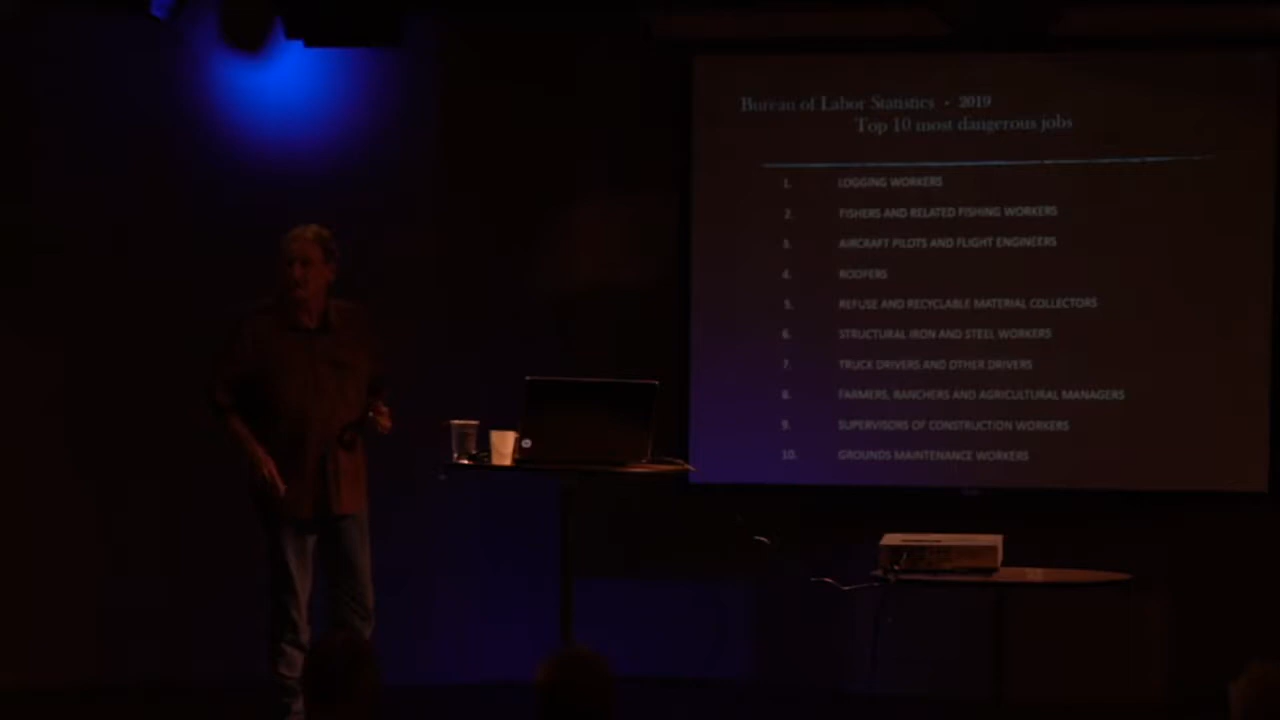 Bureau of Labor Statistics • 2019
Top 10 most dangerous jobs
1. LOGGING WORKERS
2. FISHERS AND RELATED FISHING WORKERS
3. AIRCRAFT PILOTS AND FLIGHT ENGINEERS
4. ROOFERS
5. REFUSE AND RECYCLABLE MATERIAL COLLECTORS
6. STRUCTURAL IRON AND STEEL WORKERS
7. TRUCK DRIVERS AND OTHER DRIVERS
8. FARMERS, RANCHERS AND AGRICULTURAL MANAGERS
9. SUPERVISORS OF CONSTRUCTION WORKERS
10. GROUNDS MAINTENANCE WORKERS